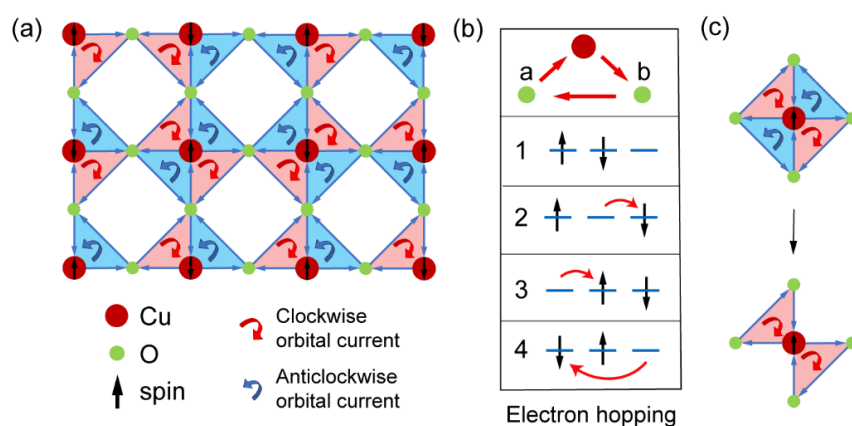 (a)
Cu
O
spin
Clockwise
orbital current
Anticlockwise
orbital current
(b)
a
b
1
2
3
4
Electron hopping
(c)